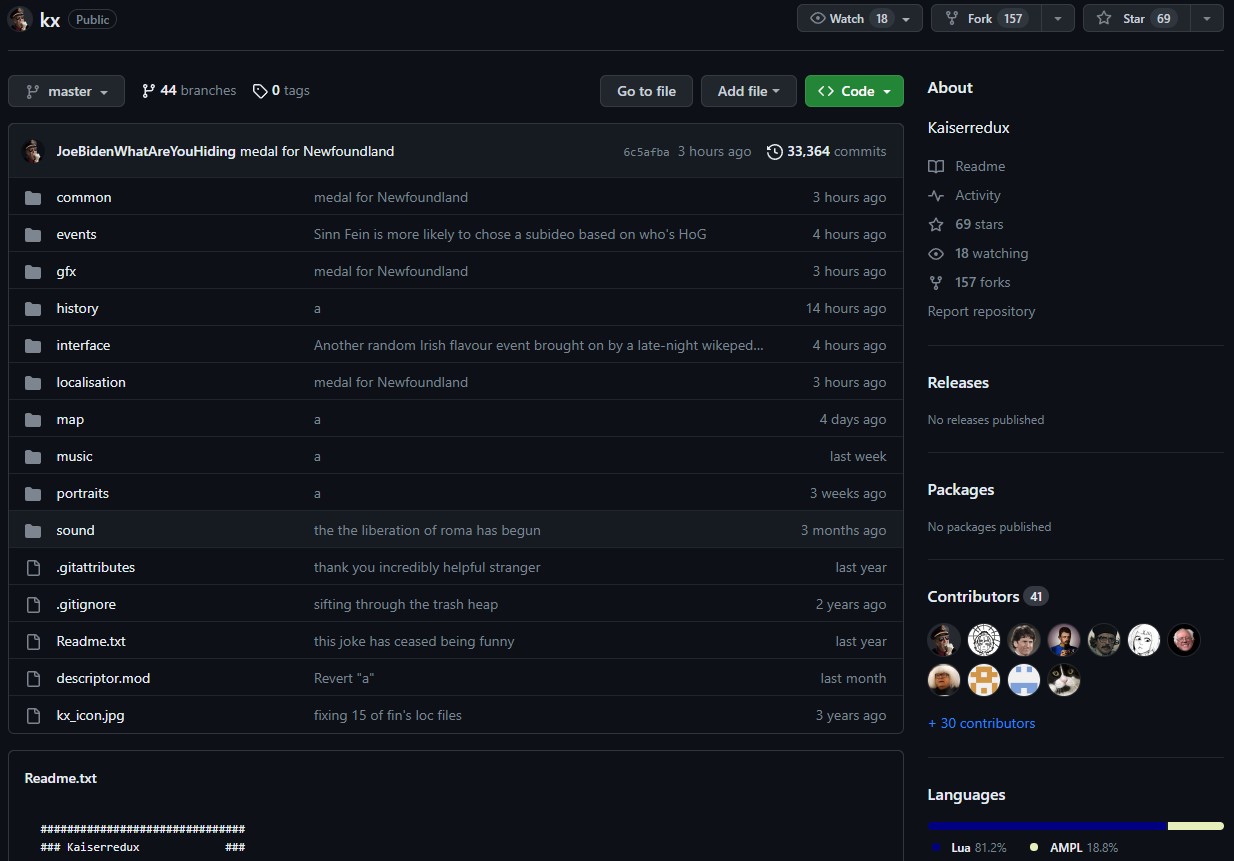 kx Public Watch 18 Fork 157 Star 69
master 44 branches 0 tags Go to file Add file <> Code
JoeBidenWhatAreYouHiding medal for Newfoundland 6c5afba 3 hours ago 33,364 commits
common medal for Newfoundland 3 hours ago
events Sinn Fein is more likely to chose a subideo based on who's HoG 4 hours ago
gfx medal for Newfoundland 3 hours ago
history a 14 hours ago
interface Another random Irish flavour event brought on by a late-night wikeped... 4 hours ago
localisation medal for Newfoundland 3 hours ago
map a 4 days ago
music a last week
portraits a 3 weeks ago
sound the the liberation of roma has begun 3 months ago
.gitattributes thank you incredibly helpful stranger last year
.gitignore sifting through the trash heap 2 years ago
Readme.txt this joke has ceased being funny last year
descriptor.mod Revert "a" last month
kx_icon.jpg fixing 15 of fin's loc files 3 years ago
Readme.txt
###############################
### Kaiserredux ###
About
Kaiserredux
Readme
Activity
69 stars
18 watching
157 forks
Report repository
Releases
No releases published
Packages
No packages published
Contributors 41
+ 30 contributors
Languages
Lua 81.2% AMPL 18.8%